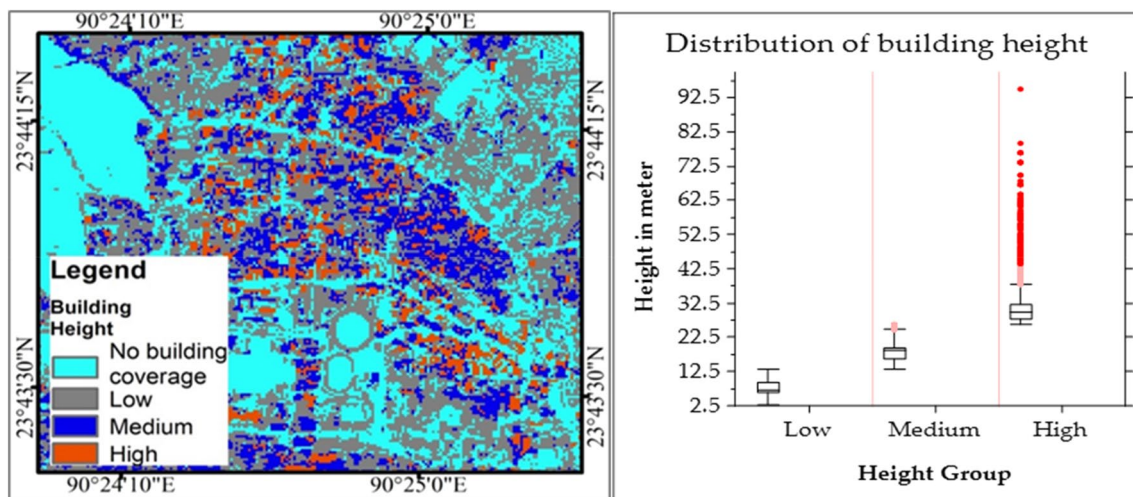 90°24'10"E
90°25'0"E
23°44'15"N
23°44'15"N
23°43'30"N
23°43'30"N
Legend
Building
Height
No building
coverage
Low
Medium
High
90°24'10"E
90°25'0"E
Distribution of building height
Height in meter
92.5
82.5
72.5
62.5
52.5
42.5
32.5
22.5
12.5
2.5
Low
Medium
High
Height Group